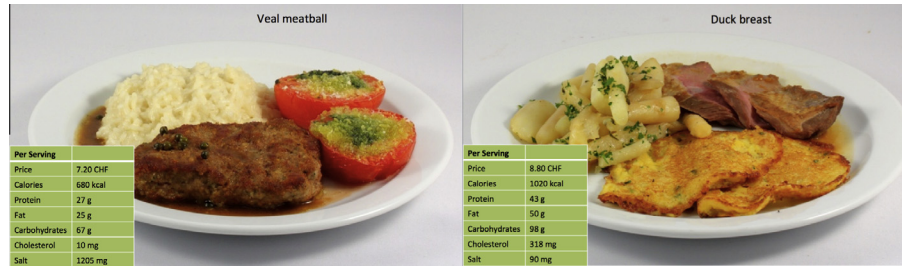 Veal meatball
Per Serving
Price 7.20 CHF
Calories 680 kcal
Protein 27 g
Fat 25 g
Carbohydrates 67 g
Cholesterol 10 mg
Salt 1205 mg
Duck breast
Per Serving
Price 8.80 CHF
Calories 1020 kcal
Protein 43 g
Fat 50 g
Carbohydrates 98 g
Cholesterol 318 mg
Salt 90 mg